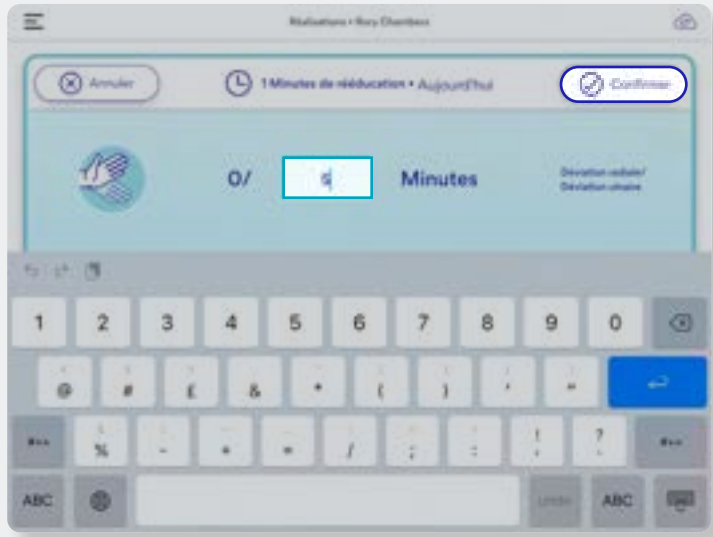 Réalisations • Rory Chambers
Annuler
1 Minutes de rééducation • Aujourd'hui
Confirmer
0/ 5 Minutes
Déviation radiale/
Déviation ulnaire
1 2 3 4 5 6 7 8 9 0
@ # £ & * ( ) ' "
#+= % - + = / ; : ! , ? . #+=
ABC undo ABC